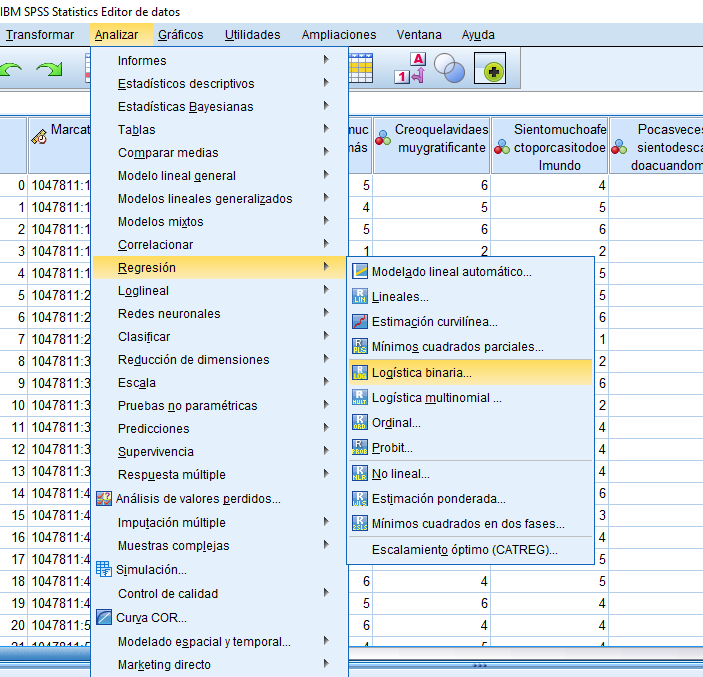 IBM SPSS Statistics Editor de datos
Transformar Analizar Gráficos Utilidades Ampliaciones Ventana Ayuda
Informes
Estadísticos descriptivos
Estadísticas Bayesianas
Tablas
Comparar medias
Modelo lineal general
Modelos lineales generalizados
Modelos mixtos
Correlacionar
Regresión
Loglineal
Redes neuronales
Clasificar
Reducción de dimensiones
Escala
Pruebas no paramétricas
Predicciones
Supervivencia
Respuesta múltiple
Análisis de valores perdidos...
Imputación múltiple
Muestras complejas
Simulación...
Control de calidad
Curva COR...
Modelado espacial y temporal...
Marketing directo
Modelado lineal automático...
Lineales...
Estimación curvilínea...
Mínimos cuadrados parciales...
Logística binaria...
Logística multinomial ...
Ordinal...
Probit...
No lineal...
Estimación ponderada...
Mínimos cuadrados en dos fases...
Escalamiento óptimo (CATREG)...
Marcat
muc
más
Creoquelavidaes
muygratificante
Sientomuchoafe
ctoporcasitodoe
lmundo
Pocasveces
sientodesca
doacuandom
0 1047811:1 5 6 4
1 1047811:1 4 5 5
2 1047811:1 5 6 6
3 1047811:1 1 2 2
4 1047811:1 5
5 1047811:2 5
6 1047811:2 6
7 1047811:2 1
8 1047811:3 2
9 1047811:3 6
10 1047811:3 2
11 1047811:3 4
12 1047811:3 4
13 1047811:3 4
14 1047811:4 6
15 1047811:4 3
16 1047811:4 4
17 1047811:4 5
18 1047811:4 6 4 5
19 1047811:4 5 6 4
20 1047811:5 6 4 4